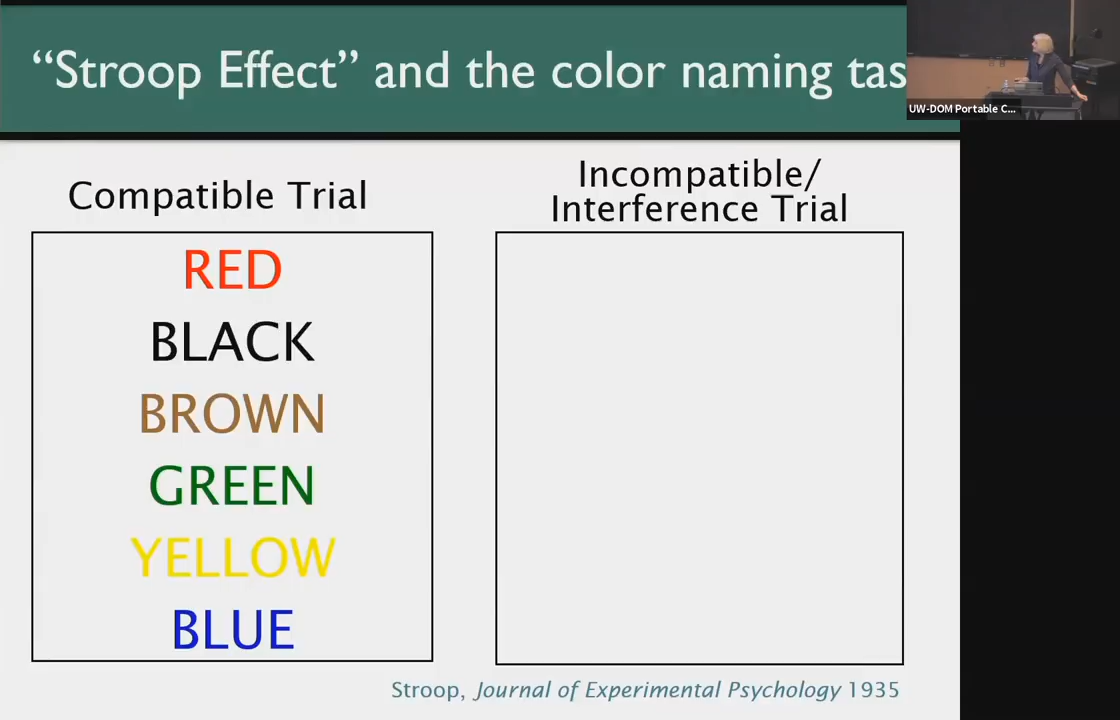 “Stroop Effect” and the color naming tas
UW-DOM Portable C...
Compatible Trial
Incompatible/
Interference Trial
RED
BLACK
BROWN
GREEN
YELLOW
BLUE
Stroop, Journal of Experimental Psychology 1935